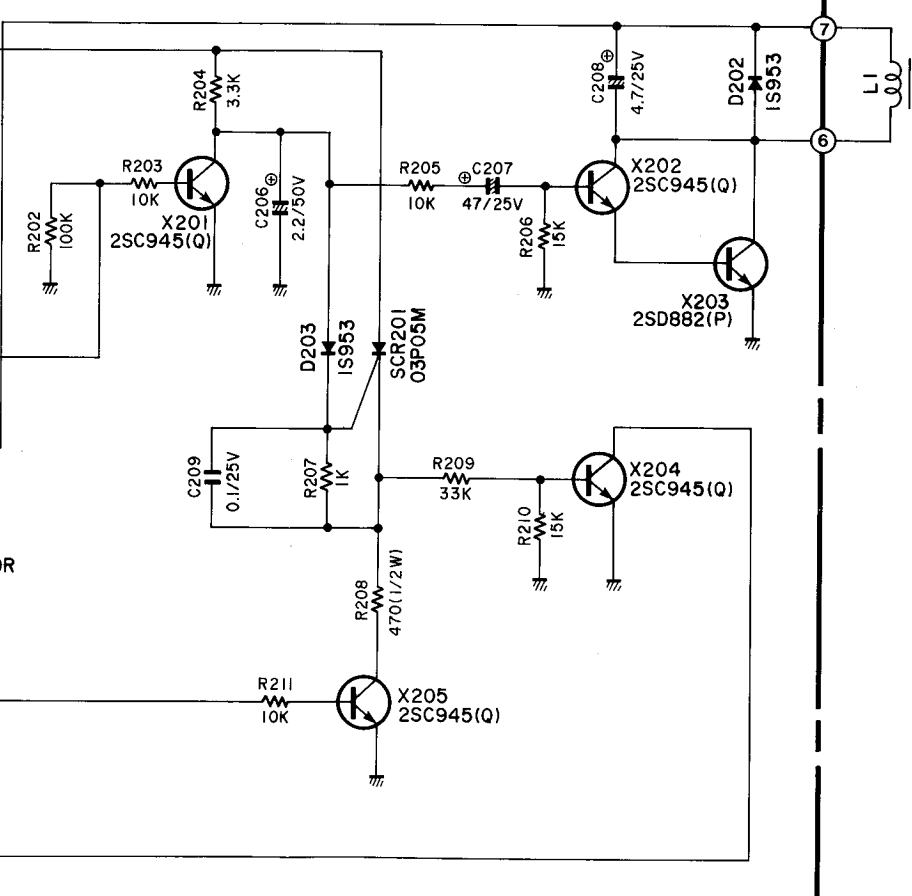 7
R204
3.3K
C208
⊕
4.7/25V
D202
1S953
L1
6
R203
10K
X201
2SC945(Q)
R202
100K
C206
⊕
2.2/50V
R205
10K
⊕
C207
47/25V
X202
2SC945(Q)
R206
15K
X203
2SD882(P)
D203
1S953
SCR201
03P05M
C209
0.1/25V
R207
1K
R209
33K
X204
2SC945(Q)
R210
15K
OR
R208
470(1/2W)
R211
10K
X205
2SC945(Q)